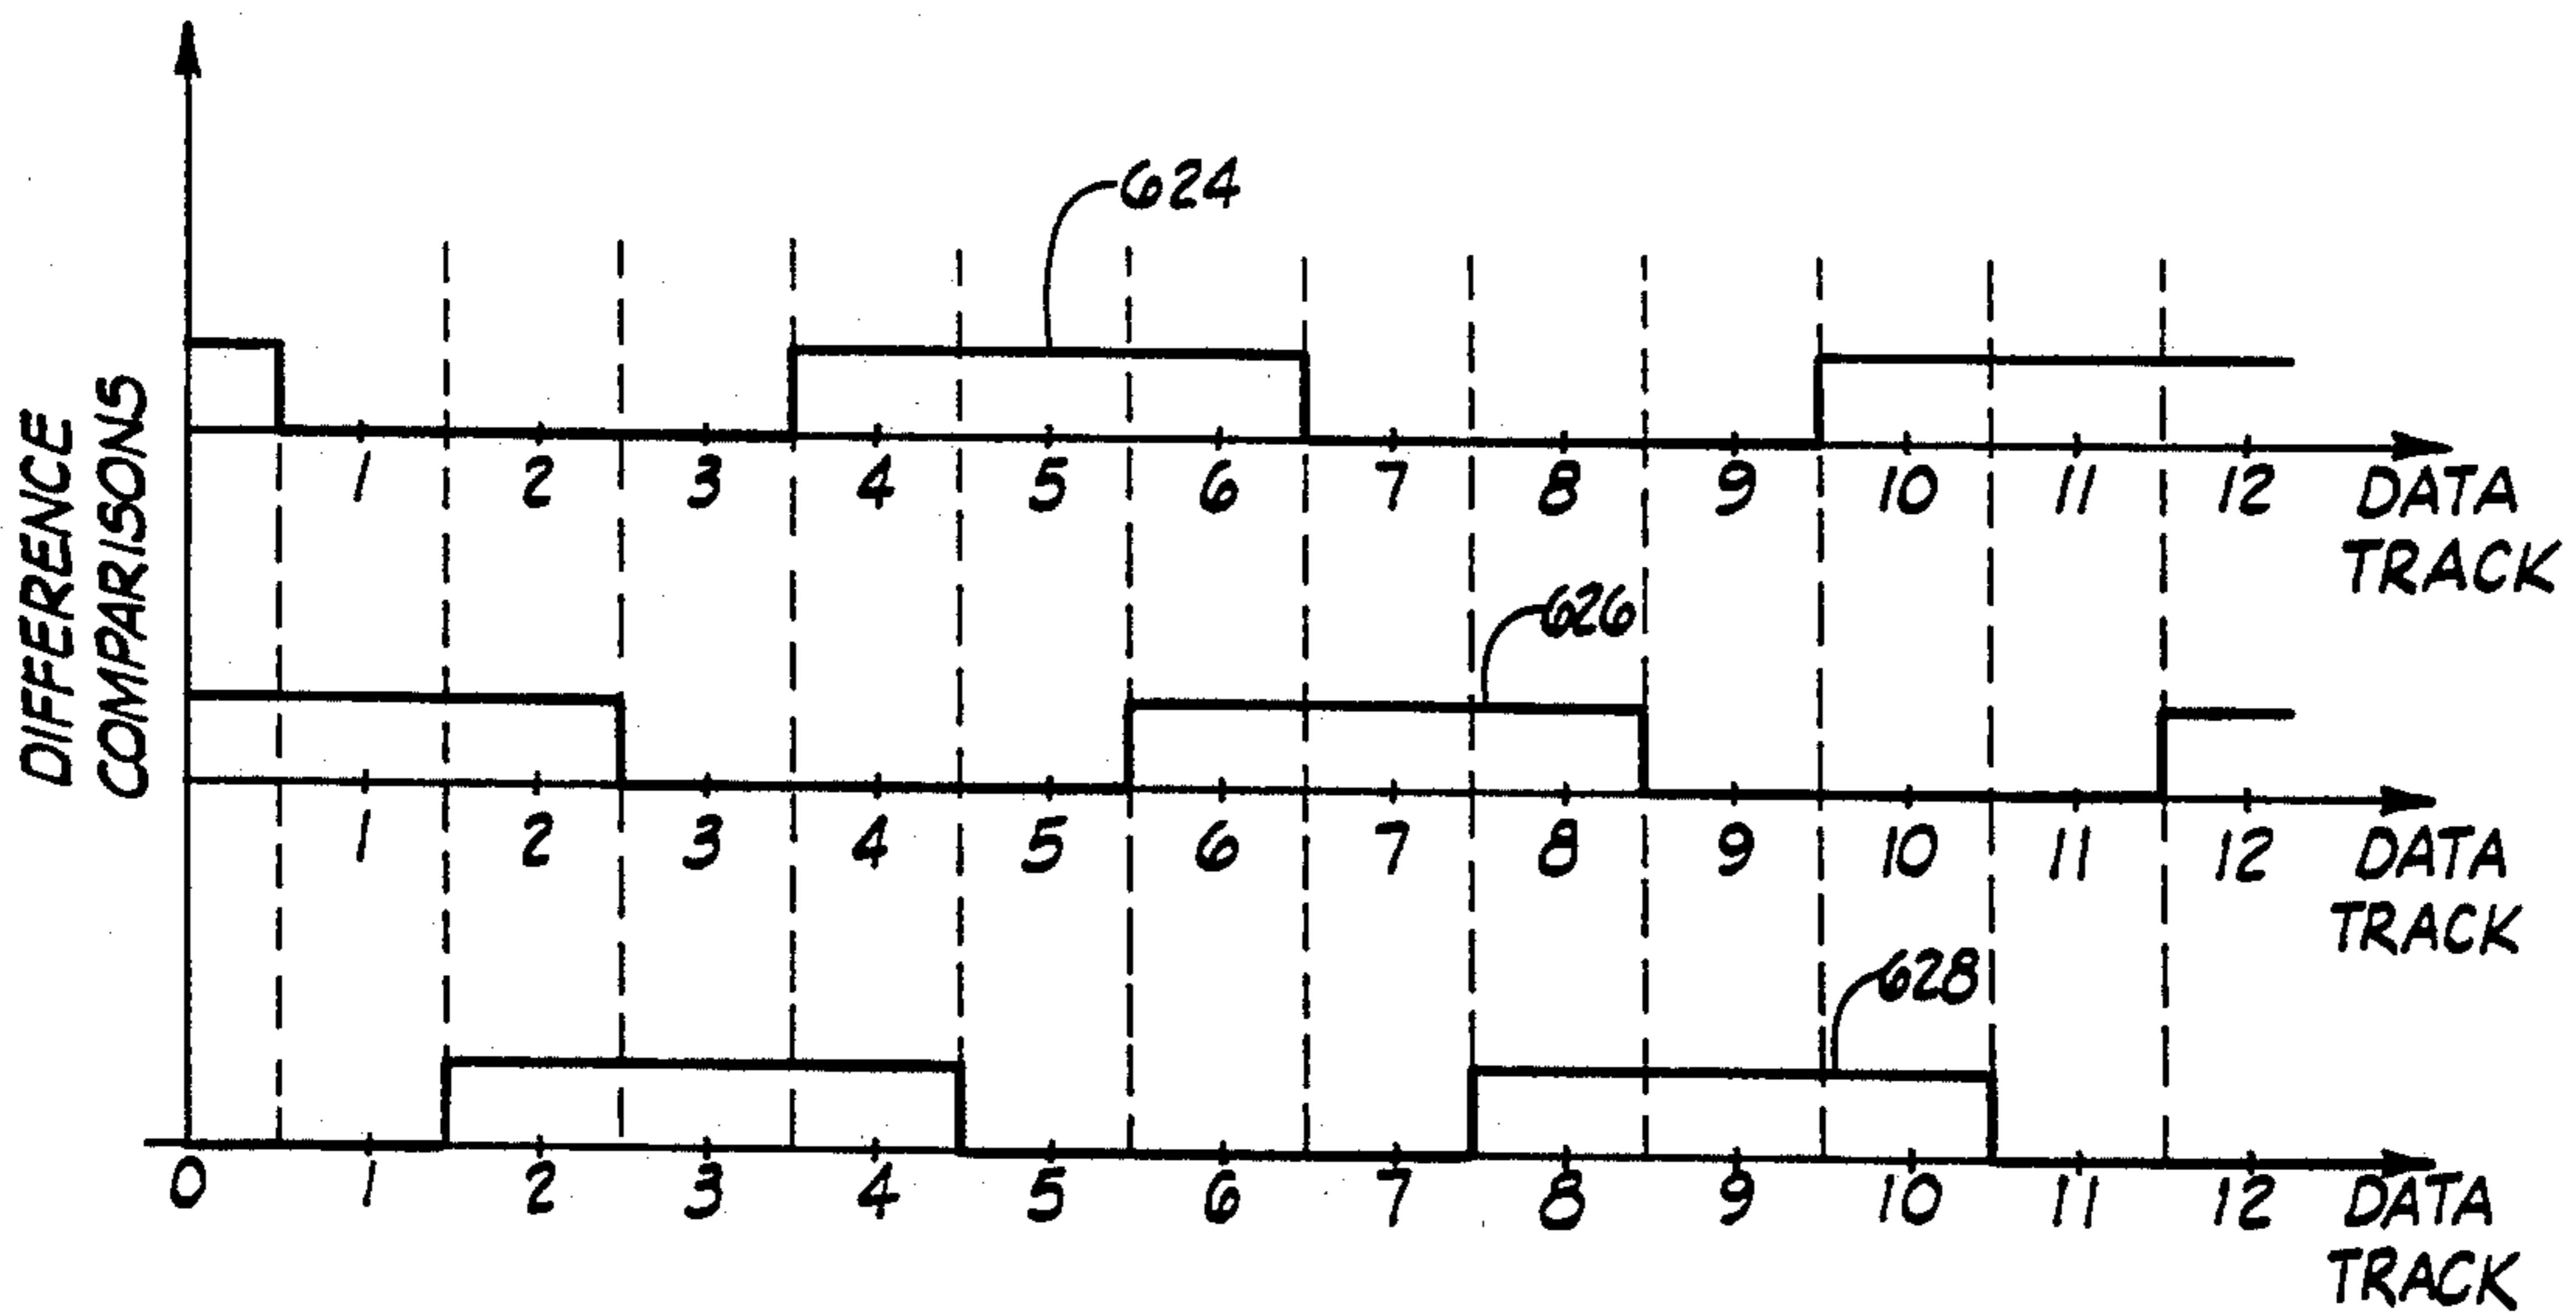 DIFFERENCE
COMPARISONS
624
1 2 3 4 5 6 7 8 9 10 11 12 DATA
TRACK
626
1 2 3 4 5 6 7 8 9 10 11 12 DATA
TRACK
628
0 1 2 3 4 5 6 7 8 9 10 11 12 DATA
TRACK